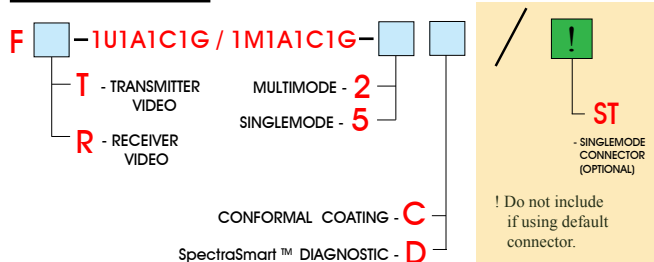 F -1U1A1C1G / 1M1A1C1G- / !
T - TRANSMITTER
VIDEO
R - RECEIVER
VIDEO
MULTIMODE - 2
SINGLEMODE - 5
CONFORMAL COATING - C
SpectraSmart ™ DIAGNOSTIC - D
ST
- SINGLEMODE
CONNECTOR
(OPTIONAL)
! Do not include
if using default
connector.